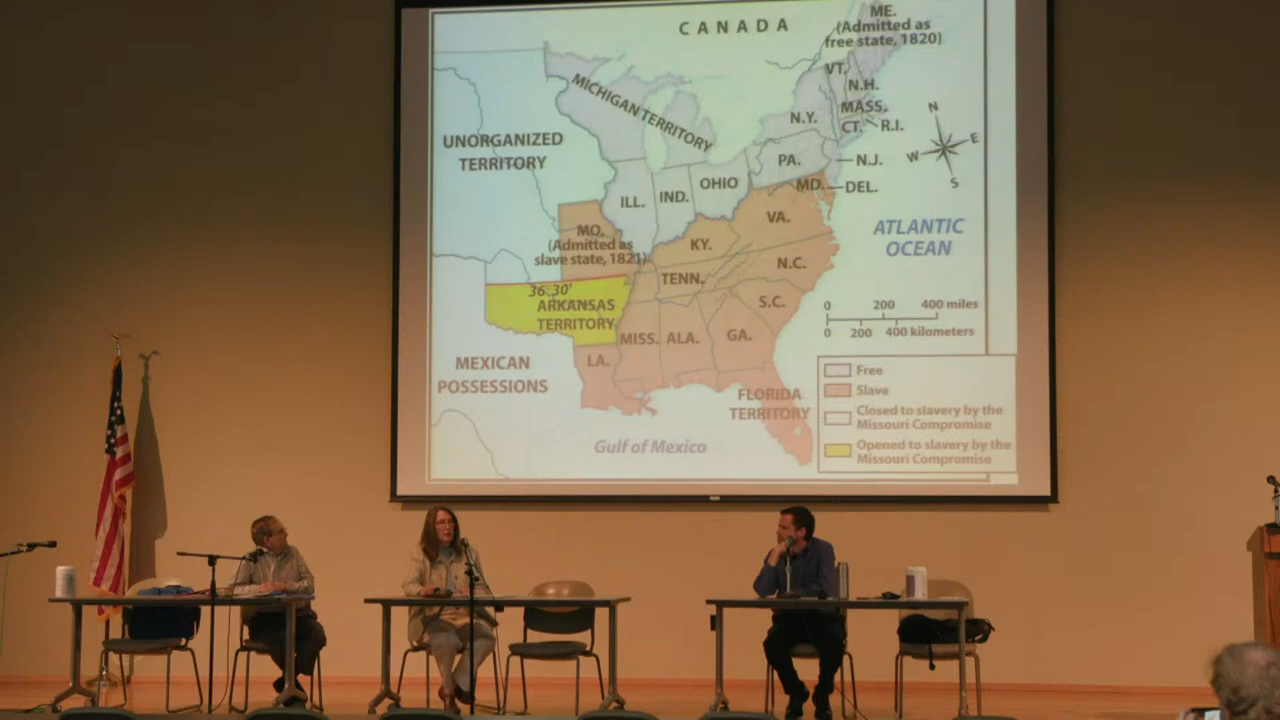 CANADA
ME.
(Admitted as
free state, 1820)
VT.
N.H.
MICHIGAN TERRITORY
MASS.
N.Y.
CT.
R.I.
N
E
W
S
UNORGANIZED
TERRITORY
PA.
N.J.
OHIO
MD.
DEL.
IND.
ILL.
VA.
ATLANTIC
OCEAN
MO.
(Admitted as
slave state, 1821)
KY.
N.C.
TENN.
36°30'
ARKANSAS
TERRITORY
S.C.
0 200 400 miles
0 200 400 kilometers
MISS.
ALA.
GA.
LA.
MEXICAN
POSSESSIONS
FLORIDA
TERRITORY
Gulf of Mexico
Free
Slave
Closed to slavery by the
Missouri Compromise
Opened to slavery by the
Missouri Compromise